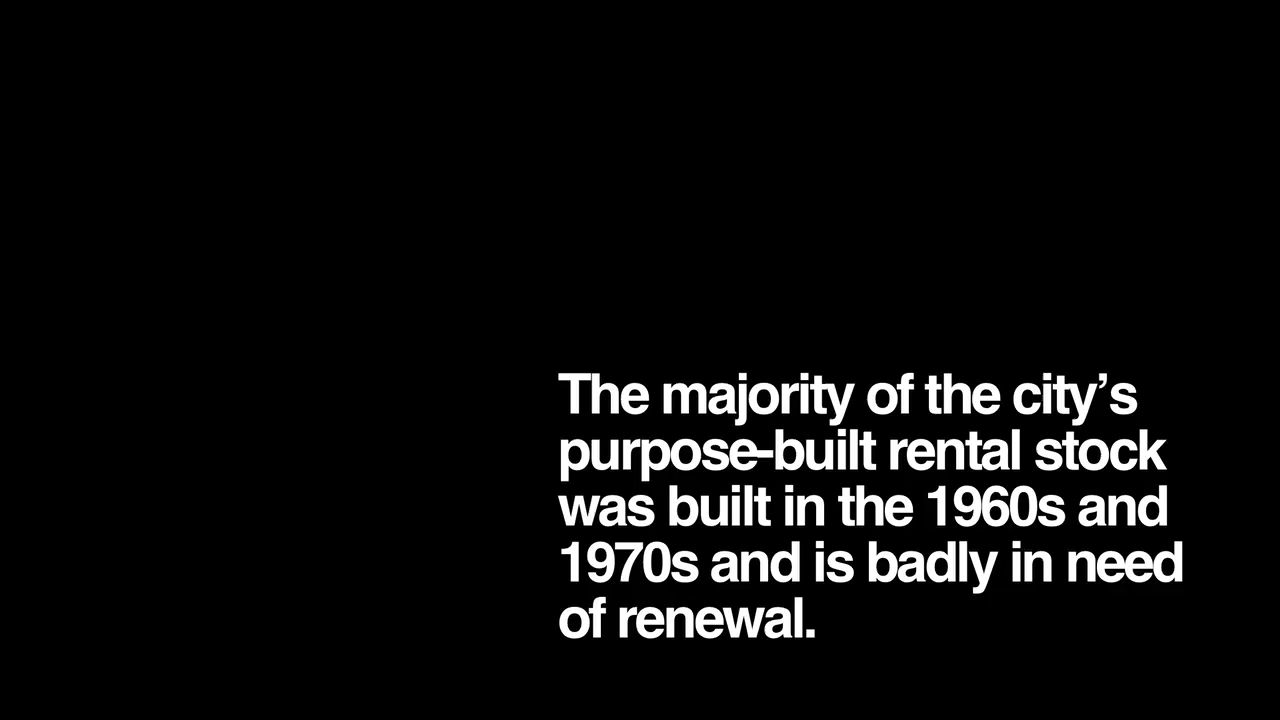 The majority of the city’s
purpose-built rental stock
was built in the 1960s and
1970s and is badly in need
of renewal.